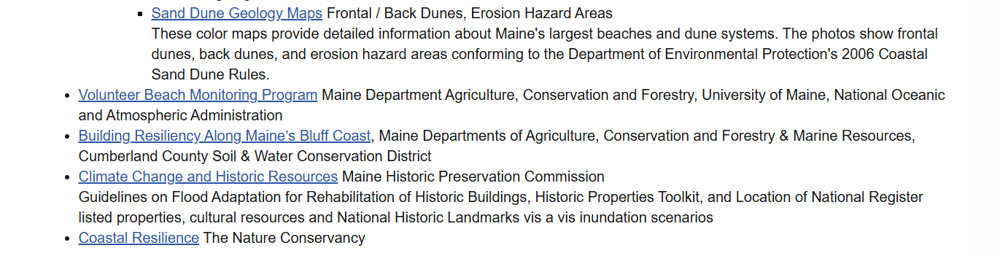 Sand Dune Geology Maps Frontal / Back Dunes, Erosion Hazard Areas
These color maps provide detailed information about Maine's largest beaches and dune systems. The photos show frontal
dunes, back dunes, and erosion hazard areas conforming to the Department of Environmental Protection's 2006 Coastal
Sand Dune Rules.
Volunteer Beach Monitoring Program Maine Department Agriculture, Conservation and Forestry, University of Maine, National Oceanic
and Atmospheric Administration
Building Resiliency Along Maine’s Bluff Coast, Maine Departments of Agriculture, Conservation and Forestry & Marine Resources,
Cumberland County Soil & Water Conservation District
Climate Change and Historic Resources Maine Historic Preservation Commission
Guidelines on Flood Adaptation for Rehabilitation of Historic Buildings, Historic Properties Toolkit, and Location of National Register
listed properties, cultural resources and National Historic Landmarks vis a vis inundation scenarios
Coastal Resilience The Nature Conservancy